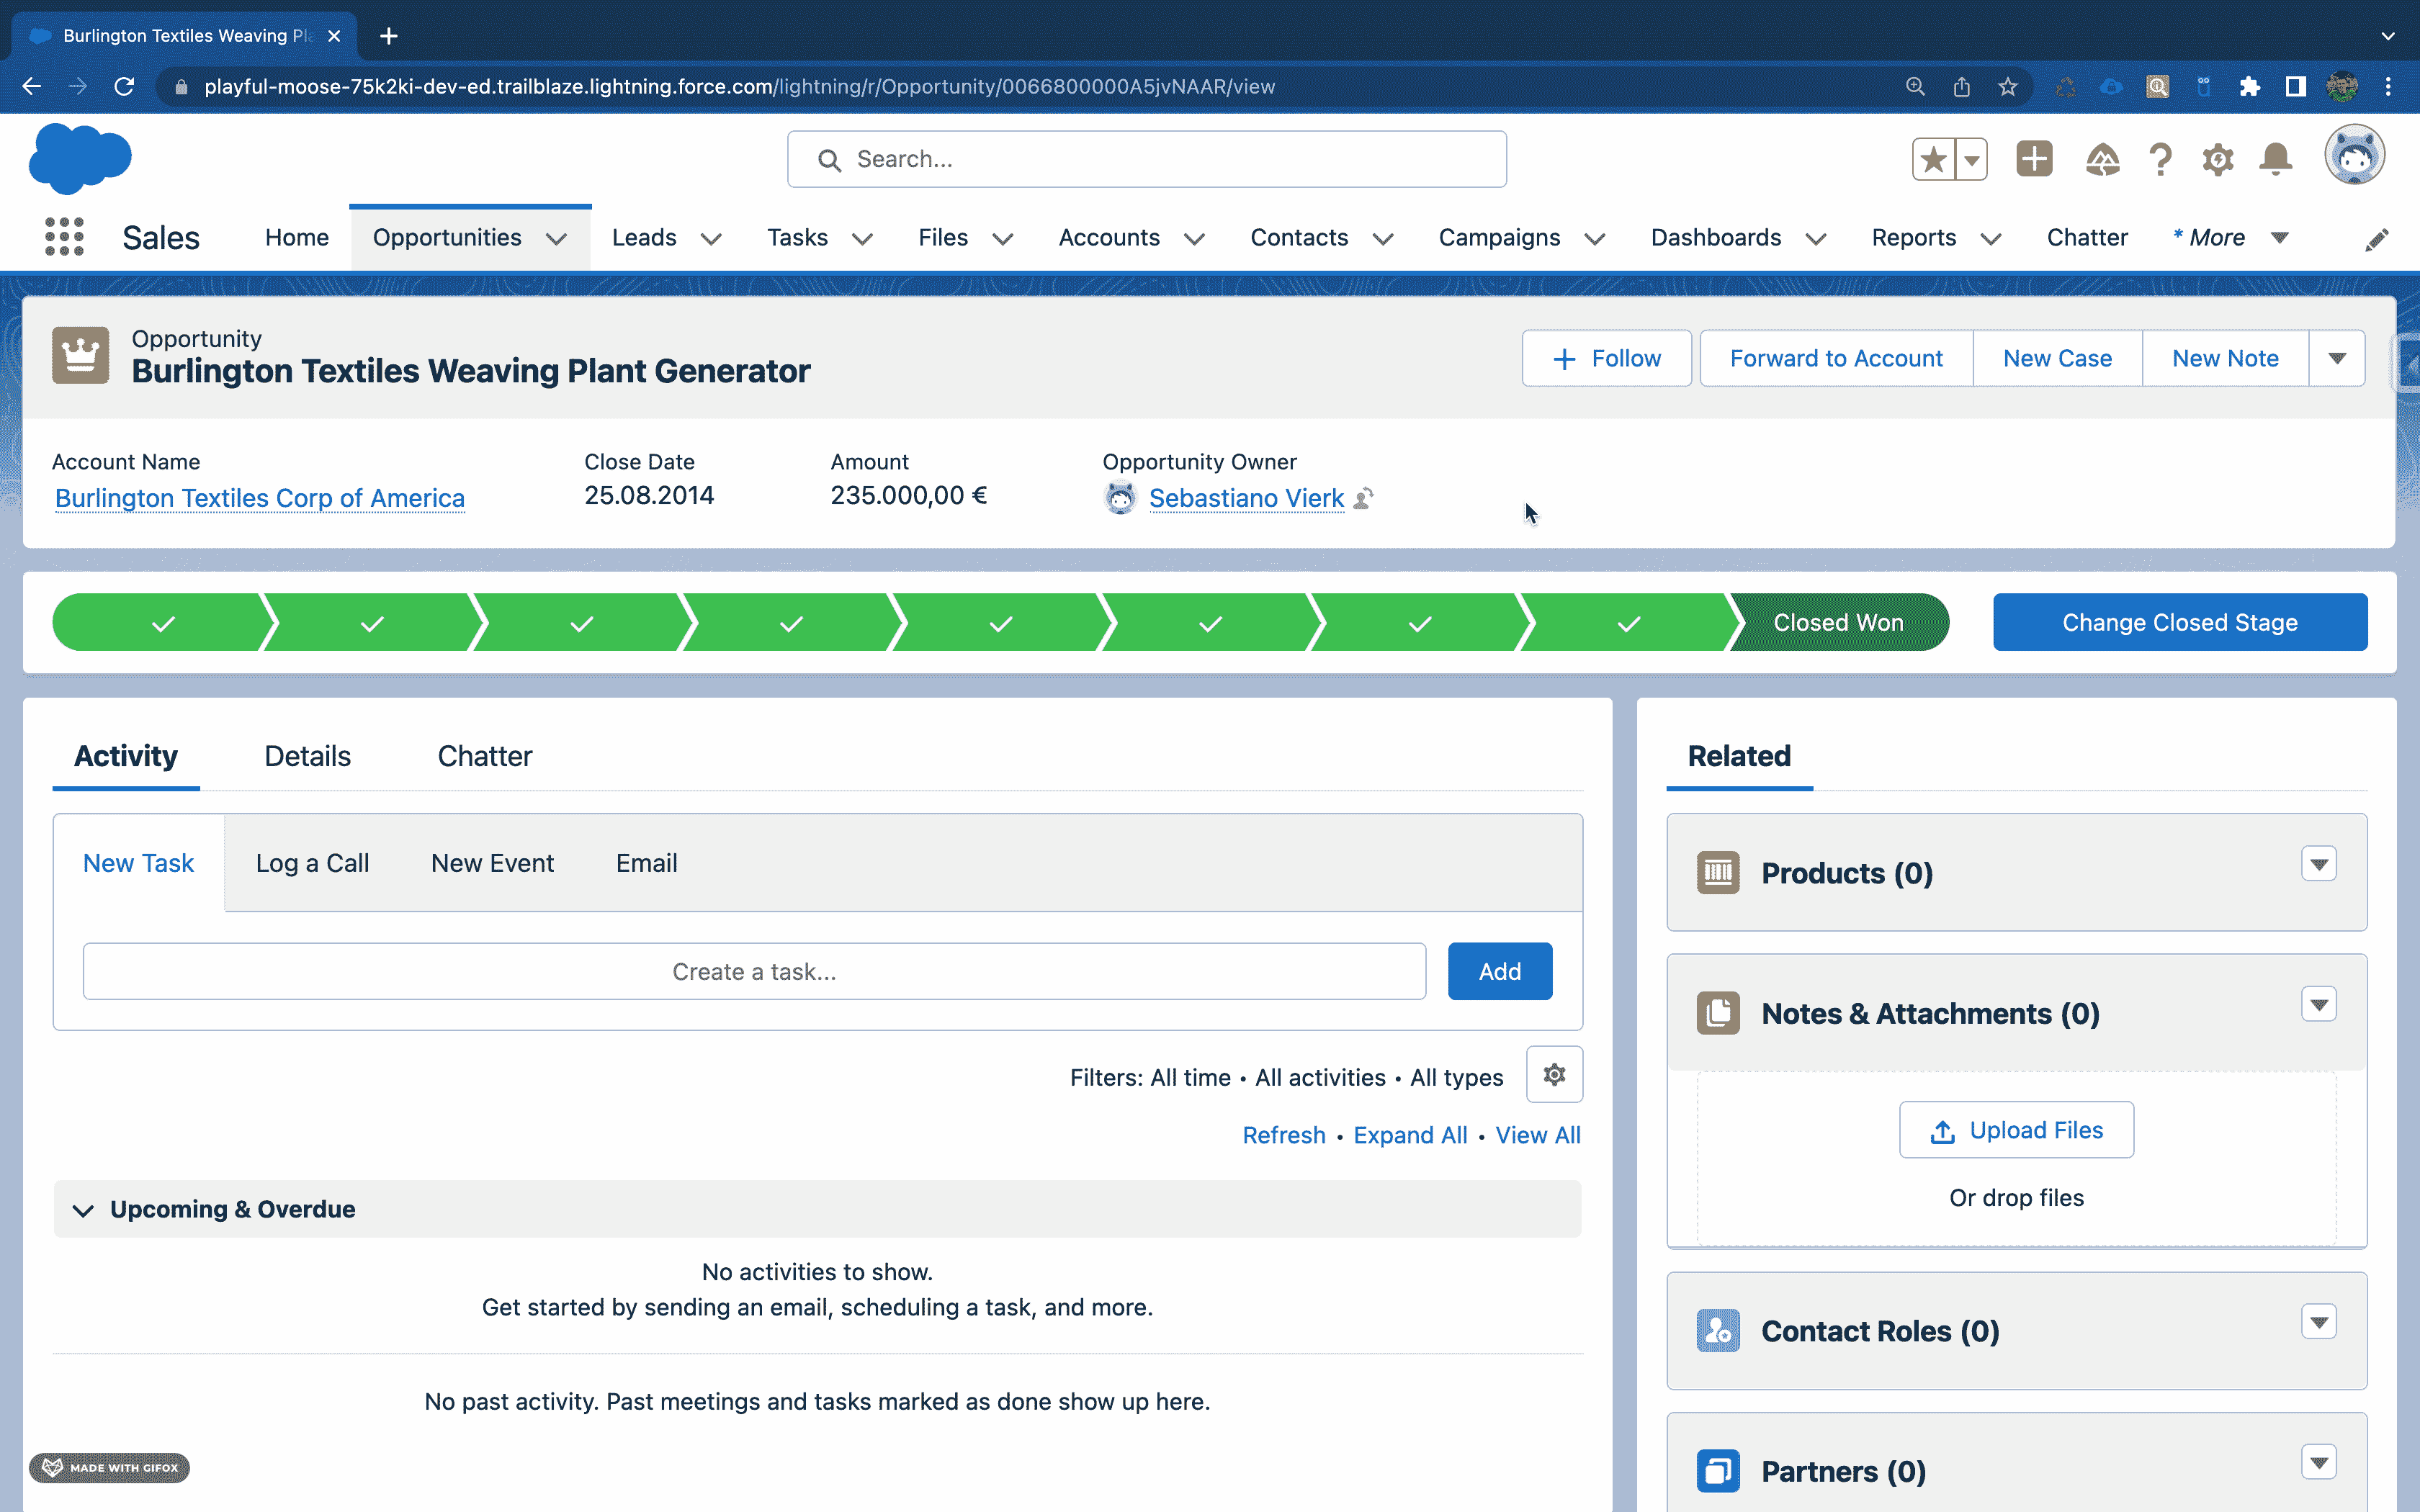 Burlington Textiles Weaving Pla
playful-moose-75k2ki-dev-ed.trailblaze.lightning.force.com/lightning/r/Opportunity/0066800000A5jvNAAR/view
Search...
Sales
Home
Opportunities
Leads
Tasks
Files
Accounts
Contacts
Campaigns
Dashboards
Reports
Chatter
* More
Opportunity
Burlington Textiles Weaving Plant Generator
Follow
Forward to Account
New Case
New Note
Account Name
Burlington Textiles Corp of America
Close Date
25.08.2014
Amount
235.000,00 €
Opportunity Owner
Sebastiano Vierk
Closed Won
Change Closed Stage
Activity
Details
Chatter
New Task
Log a Call
New Event
Email
Create a task...
Add
Filters: All time • All activities • All types
Refresh • Expand All • View All
Upcoming & Overdue
No activities to show.
Get started by sending an email, scheduling a task, and more.
No past activity. Past meetings and tasks marked as done show up here.
Related
Products (0)
Notes & Attachments (0)
Upload Files
Or drop files
Contact Roles (0)
Partners (0)
MADE WITH GIFOX